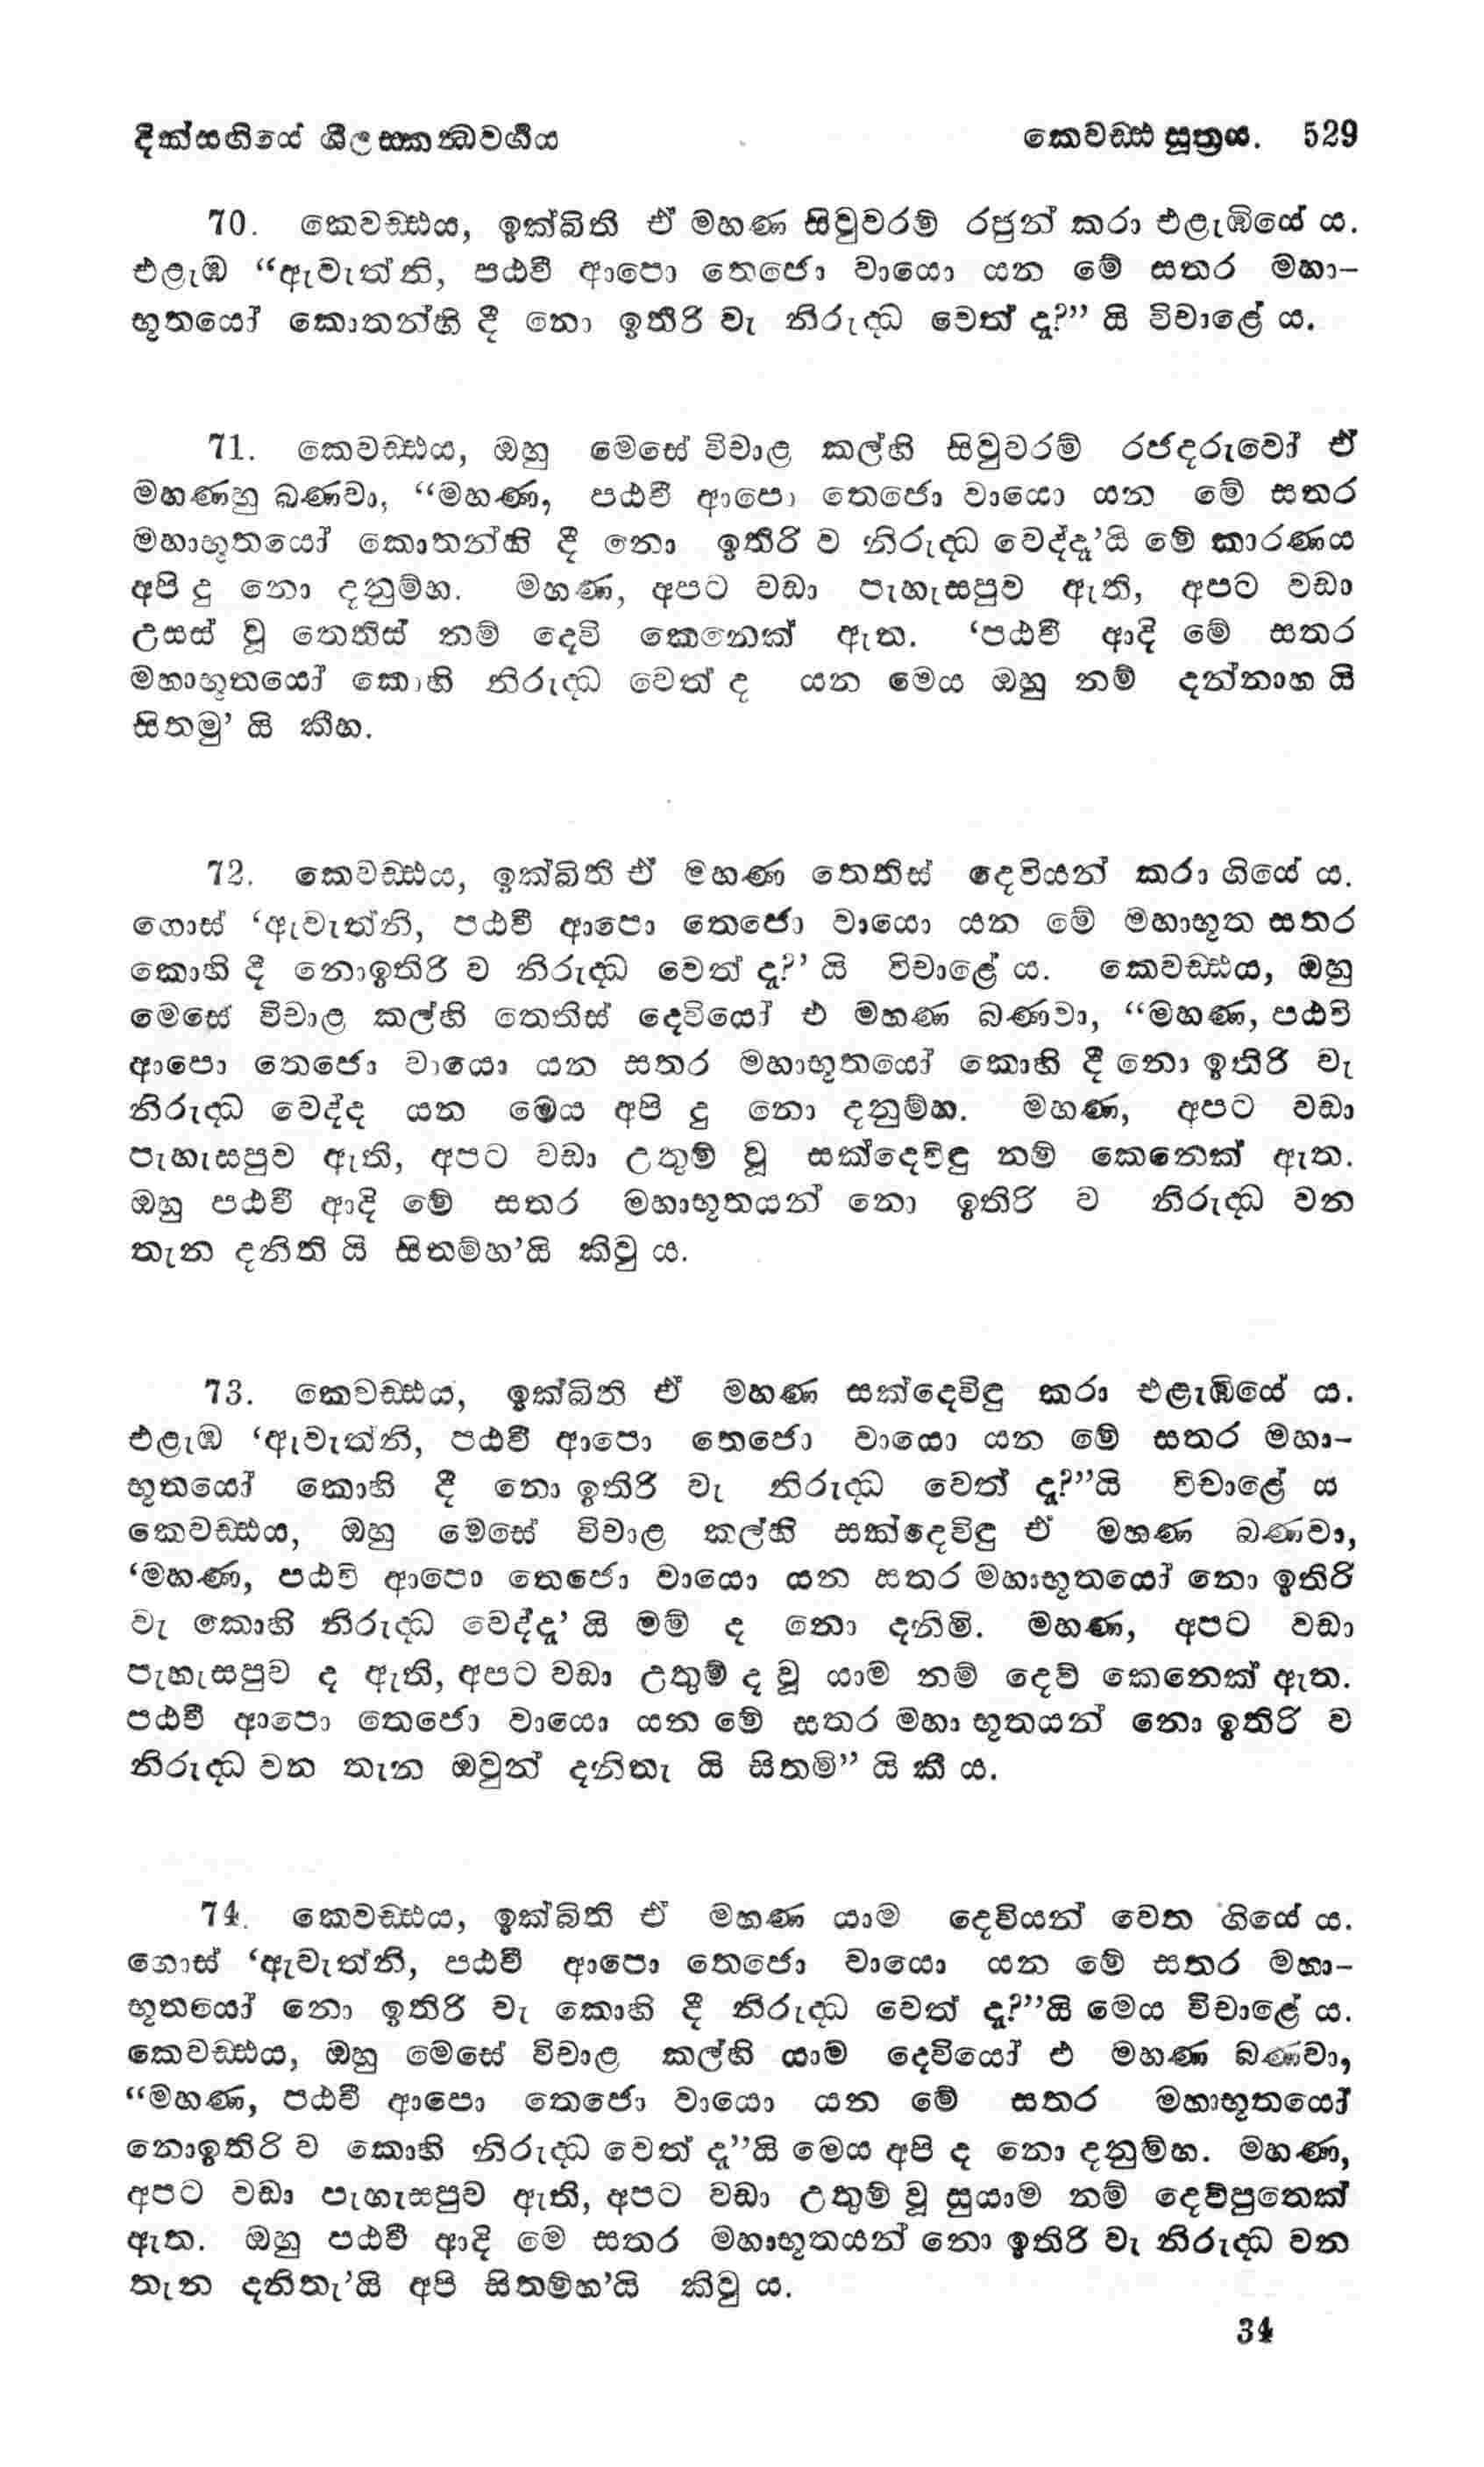 දික්සඟියේ ශීලස්කන්‍ධවර්‍ගය
කෙවඩ්ඪ සූත්‍රය. 529
70. කෙවඩ්ඪය, ඉක්බිති ඒ මහණ සිවුවරම් රජුන් කරා එළැඹියේ ය.
එළැඹ “ඇවැත්නි, පඨවී ආපො තෙජො වායො යන මේ සතර මහා-
භූතයෝ කොතන්හි දී නො ඉතිරි වැ නිරුද්ධ වෙත් දැ?” යි විචාළේ ය.
71. කෙවඩ්ඪය, ඔහු මෙසේ විචාළ කල්හි සිවුවරම් රජදරුවෝ ඒ
මහණහු බණවා, “මහණ, පඨවී ආපො තෙජො වායො යන මේ සතර
මහාභූතයෝ කොතන්හි දී නො ඉතිරි ව නිරුද්ධ වෙද්දැ’යි මේ කාරණය
අපි දු නො දනුම්හ. මහණ, අපට වඩා පැහැසපුව ඇති, අපට වඩා
උසස් වූ තෙතිස් නම් දෙවි කෙනෙක් ඇත. ‘පඨවී ආදි මේ සතර
මහාභූතයෝ කොහි නිරුද්ධ වෙත් ද යන මෙය ඔහු නම් දන්නාහ යි
සිතමු’ යි කීහ.
72. කෙවඩ්ඪය, ඉක්බිති ඒ මහණ තෙතිස් දෙවියන් කරා ගියේ ය.
ගොස් ‘ඇවැත්නි, පඨවී ආපො තෙජො වායො යන මේ මහාභූත සතර
කොහි දී නොඉතිරි ව නිරුද්ධ වෙත් දැ?’ යි විචාළේ ය. කෙවඩ්ඪය, ඔහු
මෙසේ විචාළ කල්හි තෙතිස් දෙවියෝ එ මහණ බණවා, “මහණ, පඨවි
ආපො තෙජො වායො යන සතර මහාභූතයෝ කොහි දී නො ඉතිරි වැ
නිරුද්ධ වෙද්ද යන මෙය අපි දු නො දනුම්හ. මහණ, අපට වඩා
පැහැසපුව ඇති, අපට වඩා උතුම් වූ සක්දෙවිඳු නම් කෙනෙක් ඇත.
ඔහු පඨවී ආදි මේ සතර මහාභූතයන් නො ඉතිරි ව නිරුද්ධ වන
තැන දනිති යි සිතම්හ’යි කිවු ය.
73. කෙවඩ්ඪය, ඉක්බිති ඒ මහණ සක්දෙවිඳු කරා එළැඹියේ ය.
එළැඹ ‘ඇවැත්නි, පඨවී ආපො තෙජො වායො යන මේ සතර මහා-
භූතයෝ කොහි දී නො ඉතිරි වැ නිරුද්ධ වෙත් දැ?”යි විචාළේ ය
කෙවඩ්ඪය, ඔහු මෙසේ විචාළ කල්හි සක්දෙවිඳු ඒ මහණ බණවා,
‘මහණ, පඨවි ආපො තෙජො වායො යන සතර මහාභූතයෝ නො ඉතිරි
වැ කොහි නිරුද්ධ වෙද්දැ’ යි මම් ද නො දනිමි. මහණ, අපට වඩා
පැහැසපුව ද ඇති, අපට වඩා උතුම් ද වූ යාම නම් දෙව් කෙනෙක් ඇත.
පඨවී ආපො තෙජො වායො යන මේ සතර මහා භූතයන් නො ඉතිරි ව
නිරුද්ධ වන තැන ඔවුන් දනිතැ යි සිතමි” යි කී ය.
74. කෙවඩ්ඪය, ඉක්බිති ඒ මහණ යාම දෙවියන් වෙත ගියේ ය.
ගොස් ‘ඇවැත්නි, පඨවී ආපො තෙජො වායො යන මේ සතර මහා-
භූතයෝ නො ඉතිරි වැ කොහි දී නිරුද්ධ වෙත් දැ?”යි මෙය විචාළේ ය.
කෙවඩ්ඪය, ඔහු මෙසේ විචාළ කල්හි යාම දෙවියෝ එ මහණ බණවා,
“මහණ, පඨවී ආපො තෙජො වායො යන මේ සතර මහාභූතයෝ
නොඉතිරි ව කොහි නිරුද්ධ වෙත් දැ”යි මෙය අපි ද නො දනුම්හ. මහණ,
අපට වඩා පැහැසපුව ඇති, අපට වඩා උතුම් වූ සුයාම නම් දෙව්පුතෙක්
ඇත. ඔහු පඨවී ආදි මෙ සතර මහාභූතයන් නො ඉතිරි වැ නිරුද්ධ වන
තැන දනිතැ’යි අපි සිතම්හ’යි කිවු ය.
34